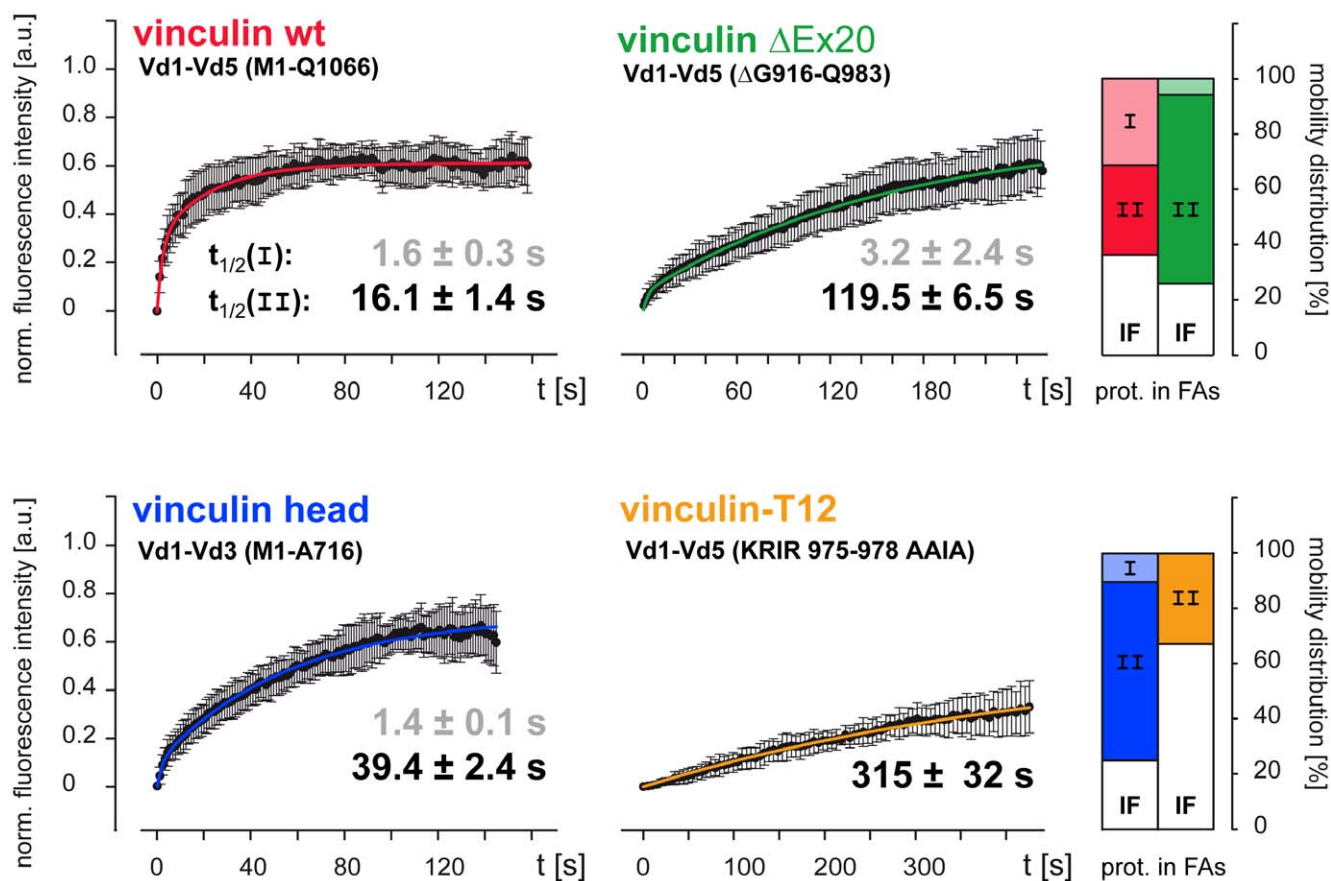 norm. fluorescence intensity [a.u.]
1.0
0.8
0.6
0.4
0.2
0
vinculin wt
Vd1-Vd5 (M1-Q1066)
t1/2(I): 1.6 ± 0.3 s
t1/2(II): 16.1 ± 1.4 s
0 40 80 120 t [s]
vinculin ΔEx20
Vd1-Vd5 (ΔG916-Q983)
3.2 ± 2.4 s
119.5 ± 6.5 s
0 60 120 180 t [s]
I
II
IF
II
IF
prot. in FAs
100
80
60
40
20
0
mobility distribution [%]
norm. fluorescence intensity [a.u.]
1.0
0.8
0.6
0.4
0.2
0
vinculin head
Vd1-Vd3 (M1-A716)
1.4 ± 0.1 s
39.4 ± 2.4 s
0 40 80 120 t [s]
vinculin-T12
Vd1-Vd5 (KRIR 975-978 AAIA)
315 ± 32 s
0 100 200 300 t [s]
I
II
IF
II
IF
prot. in FAs
100
80
60
40
20
0
mobility distribution [%]